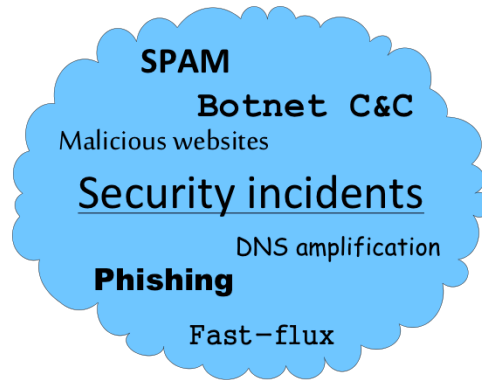 SPAM
Botnet C&C
Malicious websites
Security incidents
DNS amplification
Phishing
Fast-flux